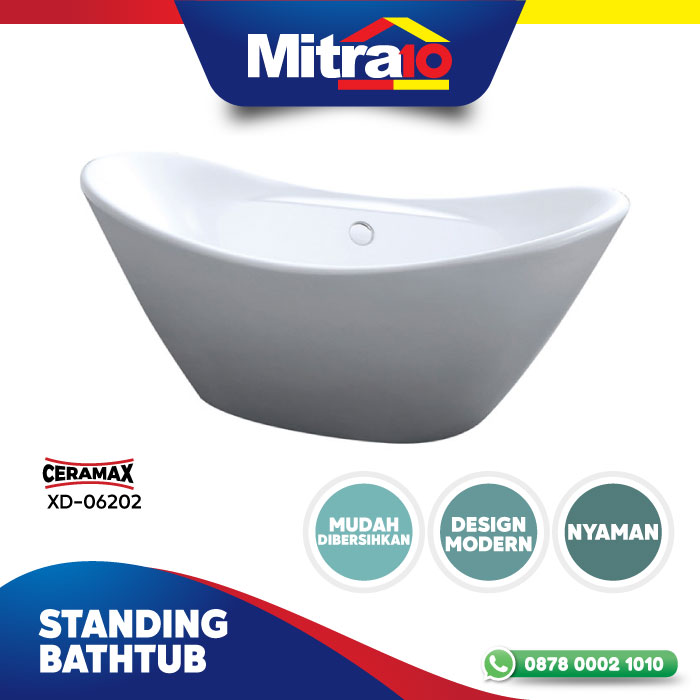 Mitra10
CERAMAX
XD-06202
MUDAH
DIBERSIHKAN
DESIGN
MODERN
NYAMAN
STANDING
BATHTUB
0878 0002 1010